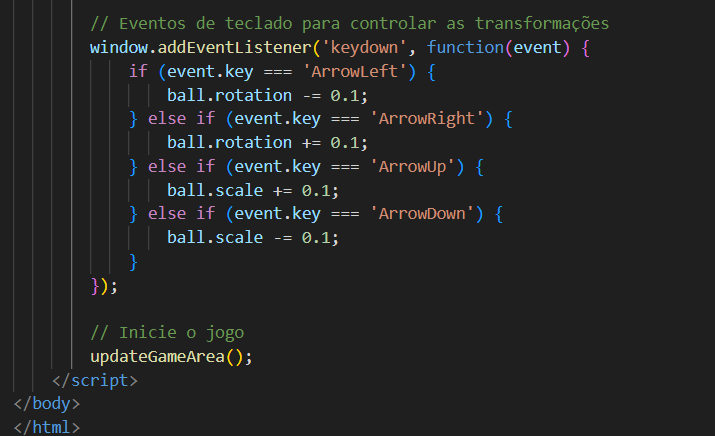 // Eventos de teclado para controlar as transformações
window.addEventListener('keydown', function(event) {
if (event.key === 'ArrowLeft') {
ball.rotation -= 0.1;
} else if (event.key === 'ArrowRight') {
ball.rotation += 0.1;
} else if (event.key === 'ArrowUp') {
ball.scale += 0.1;
} else if (event.key === 'ArrowDown') {
ball.scale -= 0.1;
}
});
// Inicie o jogo
updateGameArea();
</script>
</body>
</html>